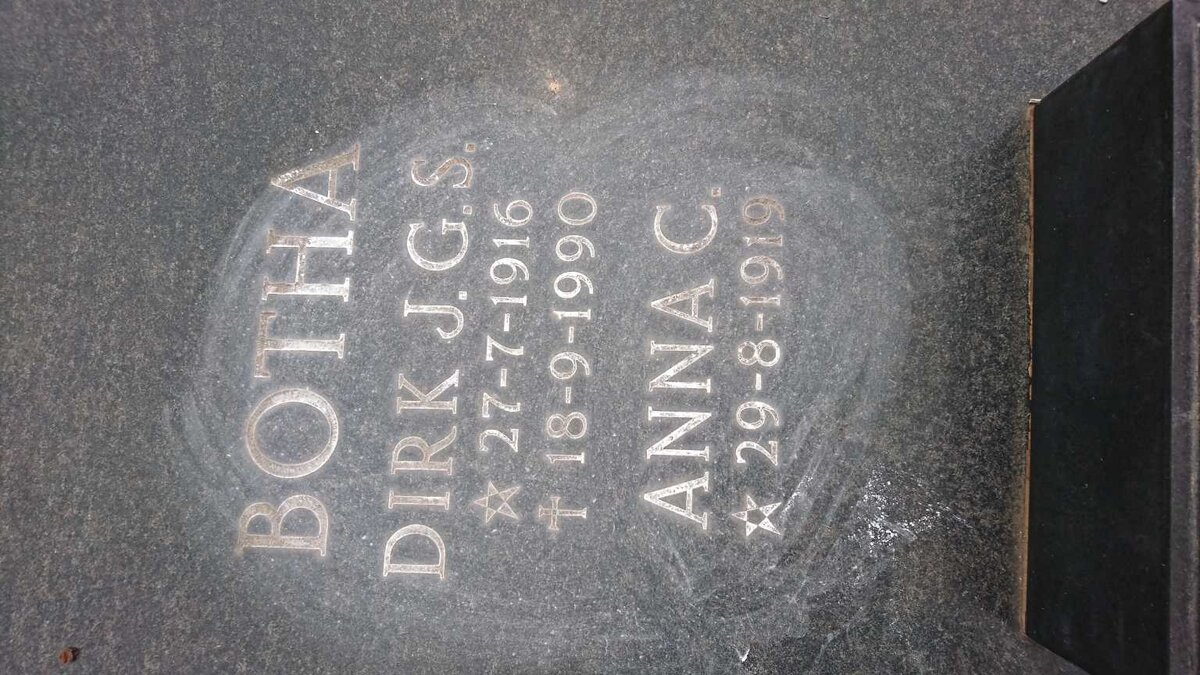 BOTHA
DIRK J.G.S.
☆ 27-7-1916
✝ 18-9-1990
ANNA C.
☆ 29-8-1919